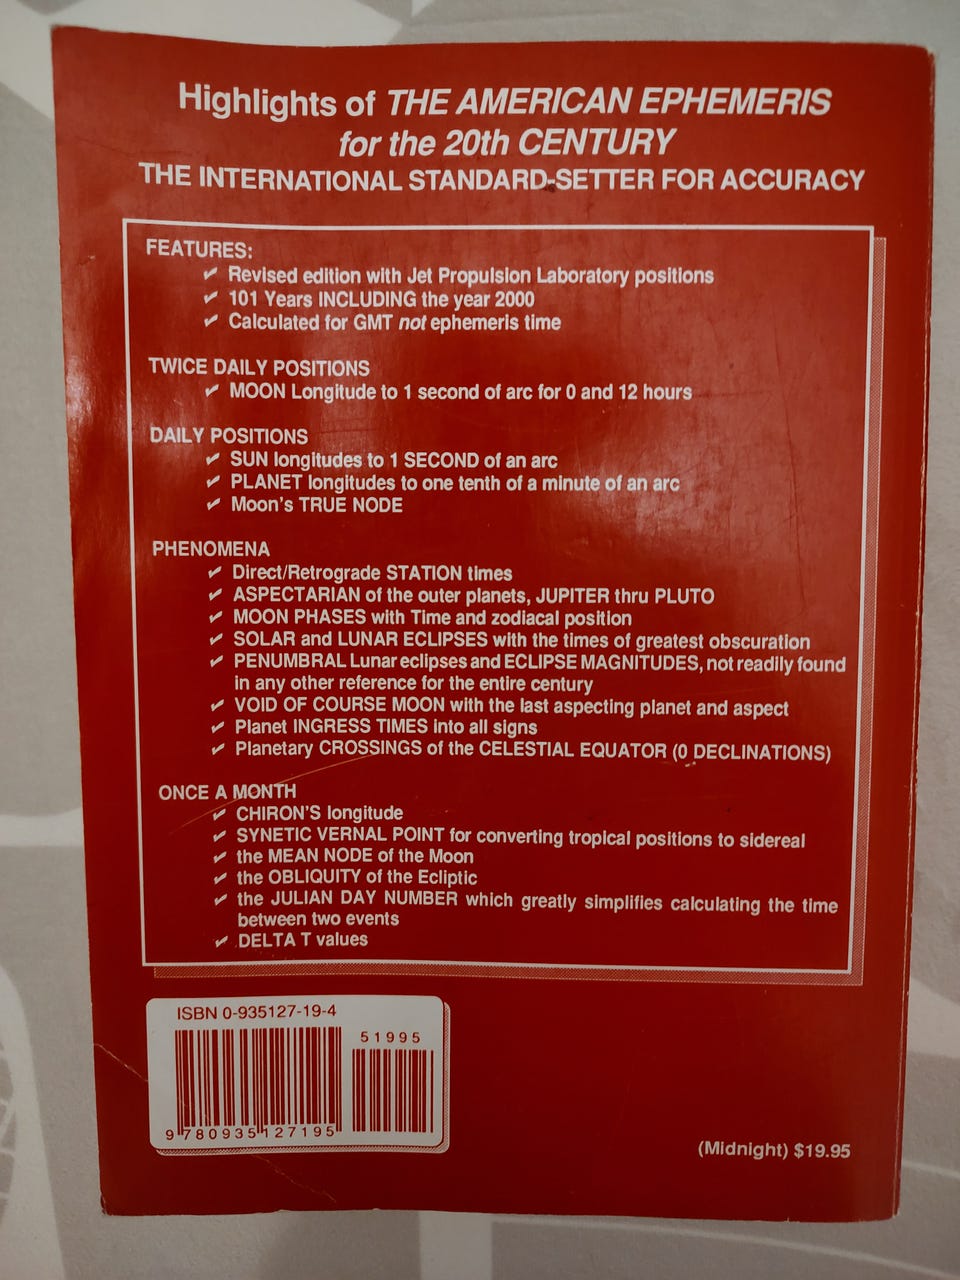 Highlights of THE AMERICAN EPHEMERIS
for the 20th CENTURY
THE INTERNATIONAL STANDARD-SETTER FOR ACCURACY
FEATURES:
✔ Revised edition with Jet Propulsion Laboratory positions
✔ 101 Years INCLUDING the year 2000
✔ Calculated for GMT not ephemeris time
TWICE DAILY POSITIONS
✔ MOON Longitude to 1 second of arc for 0 and 12 hours
DAILY POSITIONS
✔ SUN longitudes to 1 SECOND of an arc
✔ PLANET longitudes to one tenth of a minute of an arc
✔ Moon's TRUE NODE
PHENOMENA
✔ Direct/Retrograde STATION times
✔ ASPECTARIAN of the outer planets, JUPITER thru PLUTO
✔ MOON PHASES with Time and zodiacal position
✔ SOLAR and LUNAR ECLIPSES with the times of greatest obscuration
✔ PENUMBRAL Lunar eclipses and ECLIPSE MAGNITUDES, not readily found
in any other reference for the entire century
✔ VOID OF COURSE MOON with the last aspecting planet and aspect
✔ Planet INGRESS TIMES into all signs
✔ Planetary CROSSINGS of the CELESTIAL EQUATOR (0 DECLINATIONS)
ONCE A MONTH
✔ CHIRON'S longitude
✔ SYNETIC VERNAL POINT for converting tropical positions to sidereal
✔ the MEAN NODE of the Moon
✔ the OBLIQUITY of the Ecliptic
✔ the JULIAN DAY NUMBER which greatly simplifies calculating the time
between two events
✔ DELTA T values
ISBN 0-935127-19-4
51995
9 780935 127195
(Midnight) $19.95